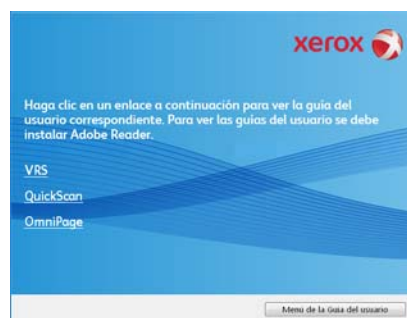 xerox
Haga clic en un enlace a continuación para ver la guía del
usuario correspondiente. Para ver las guías del usuario se debe
instalar Adobe Reader.
VRS
QuickScan
OmniPage
Menú de la Guía del usuario